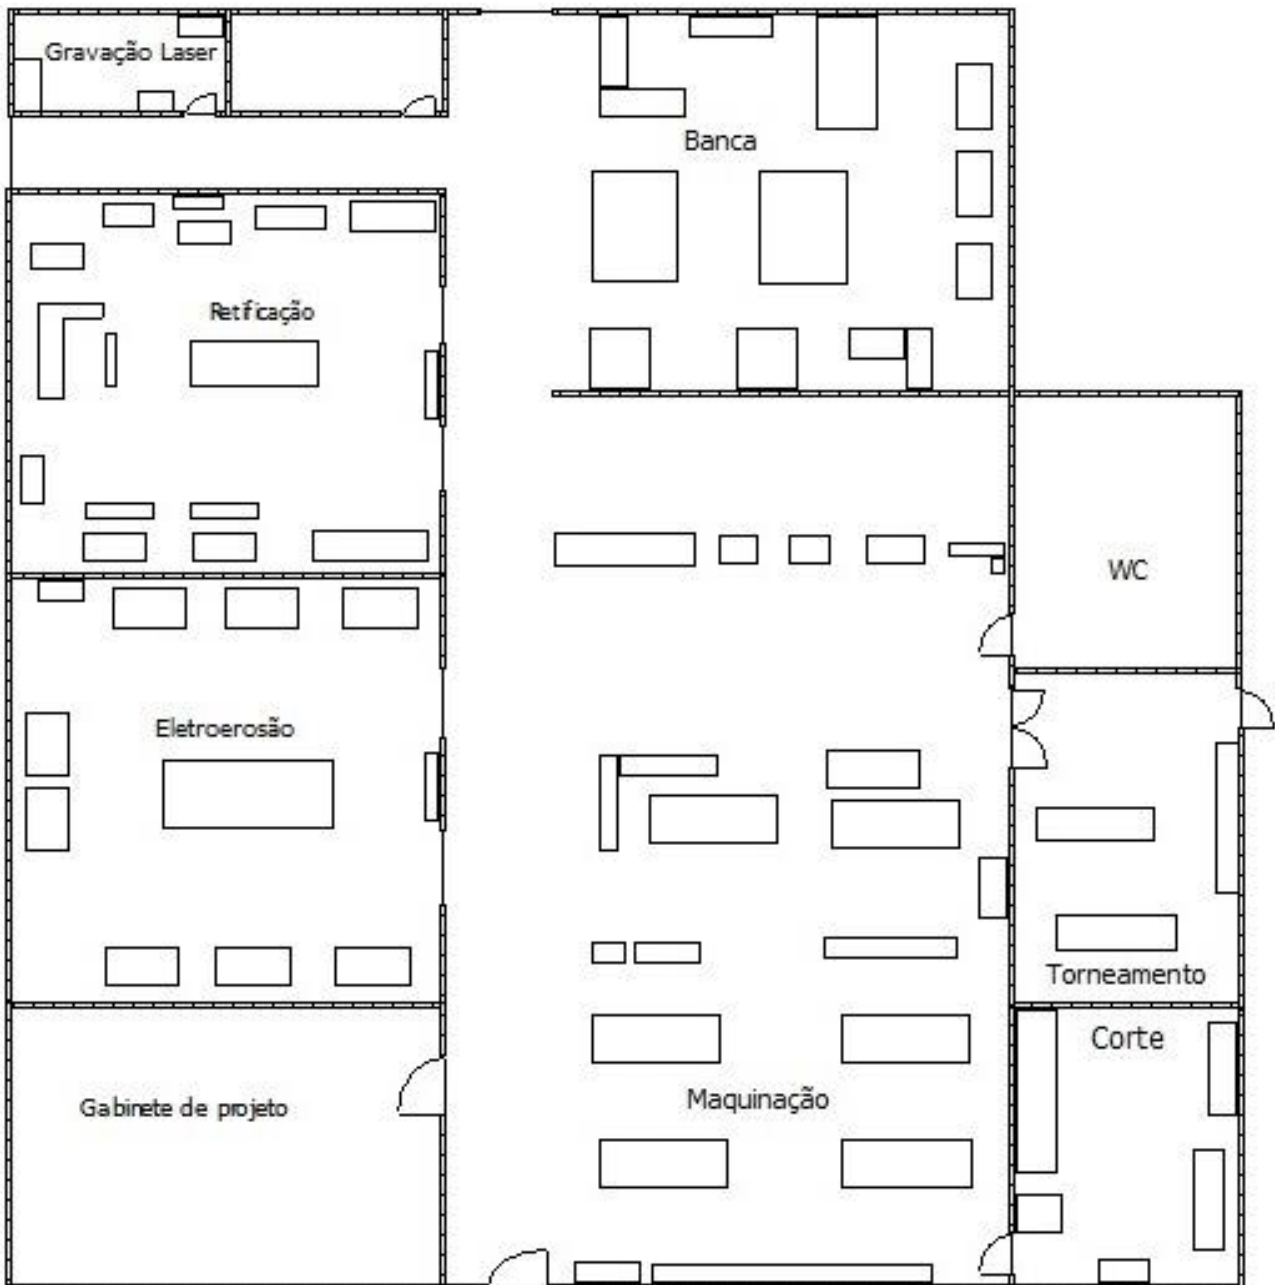 Gravação Laser
Banca
Retificação
WC
Eletroerosão
Torneamento
Corte
Maquinação
Gabinete de projeto